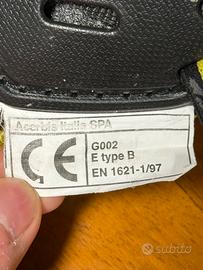 Acerbis Italia SPA
CE
G002
E type B
EN 1621-1/97
subito